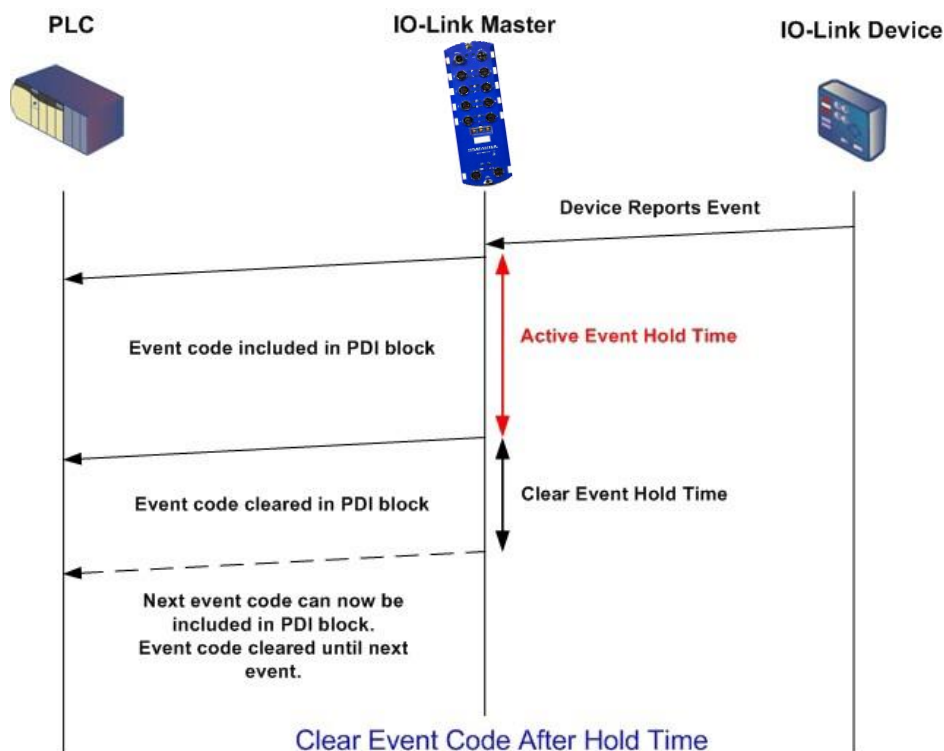 PLC
IO-Link Master
IO-Link Device
Device Reports Event
Event code included in PDI block
Active Event Hold Time
Event code cleared in PDI block
Clear Event Hold Time
Next event code can now be
included in PDI block.
Event code cleared until next
event.
Clear Event Code After Hold Time